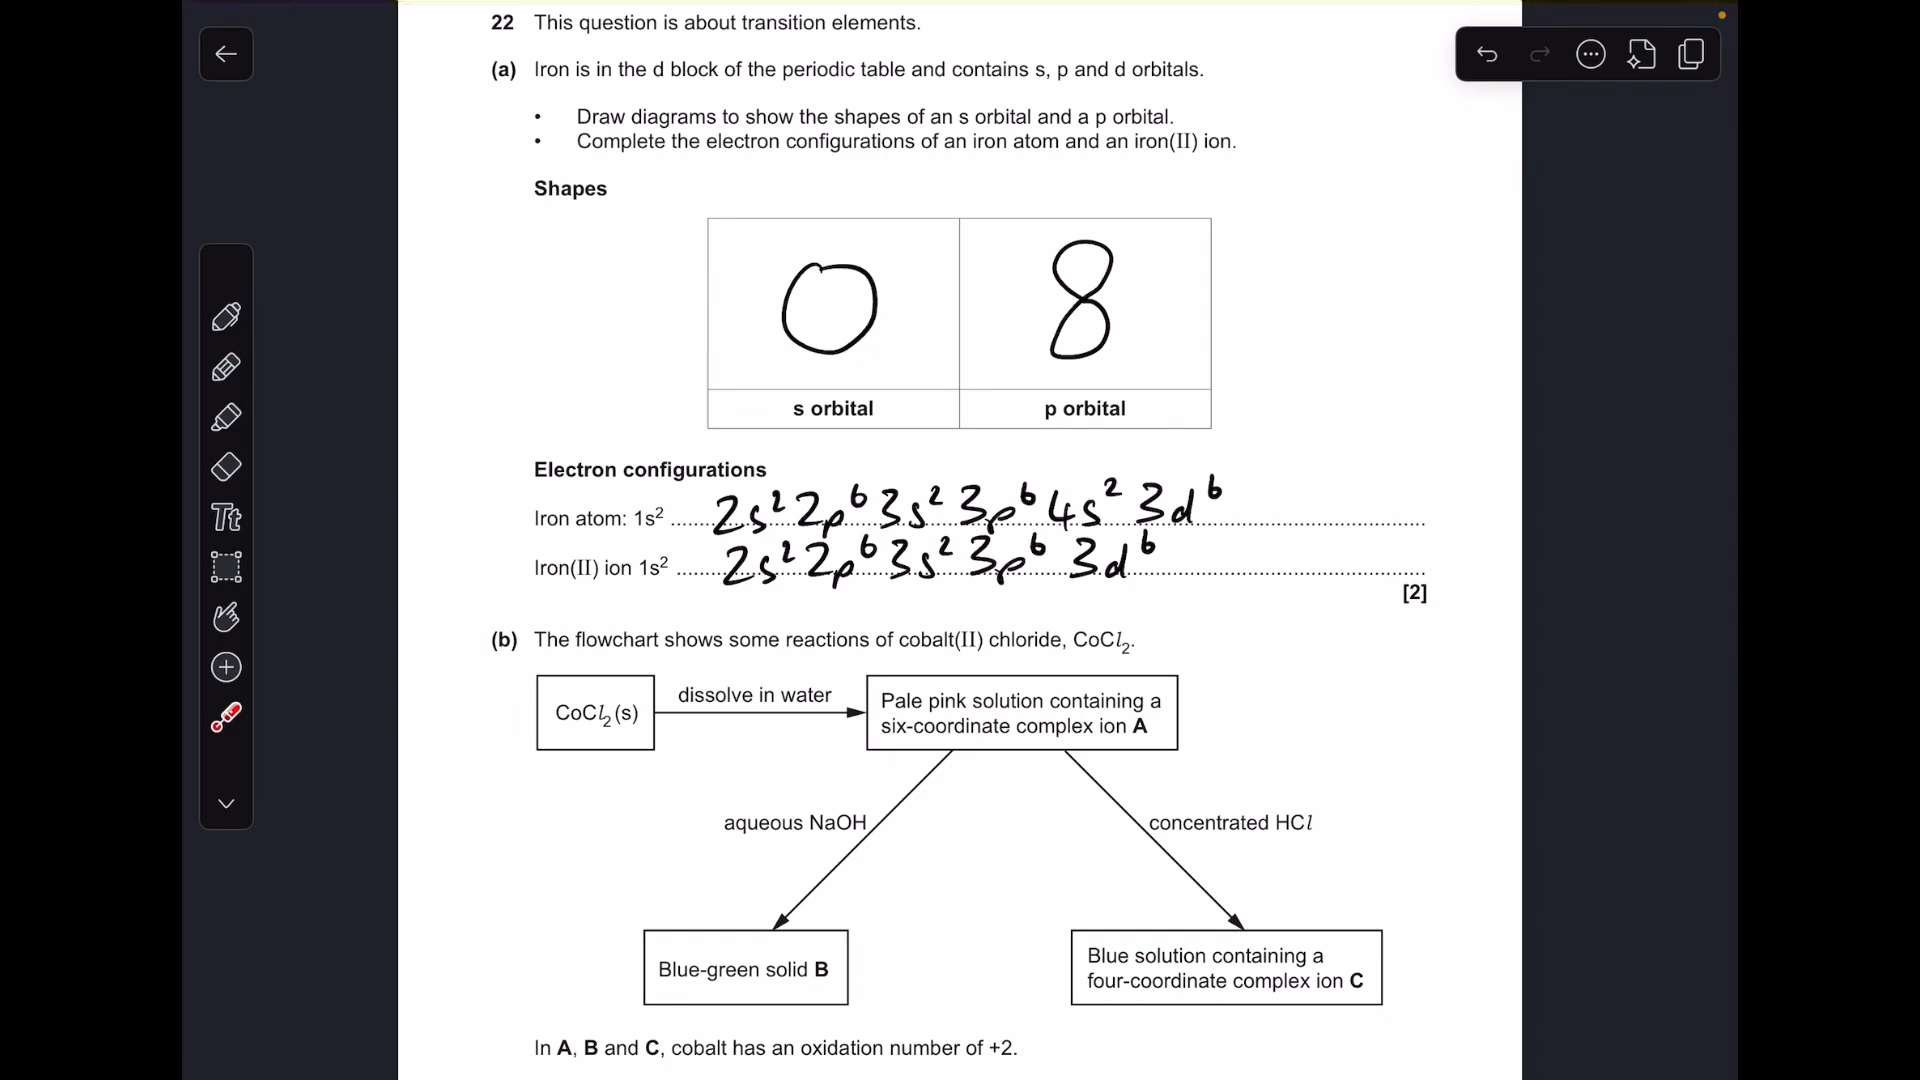 22 This question is about transition elements.
(a) Iron is in the d block of the periodic table and contains s, p and d orbitals.
• Draw diagrams to show the shapes of an s orbital and a p orbital.
• Complete the electron configurations of an iron atom and an iron(II) ion.
Shapes
s orbital p orbital
Electron configurations
Iron atom: 1s² 2s² 2p⁶ 3s² 3p⁶ 4s² 3d⁶
Iron(II) ion 1s² 2s² 2p⁶ 3s² 3p⁶ 3d⁶
[2]
(b) The flowchart shows some reactions of cobalt(II) chloride, CoCl₂.
CoCl₂(s)
dissolve in water
Pale pink solution containing a
six-coordinate complex ion A
aqueous NaOH
concentrated HCl
Blue-green solid B
Blue solution containing a
four-coordinate complex ion C
In A, B and C, cobalt has an oxidation number of +2.
Tt